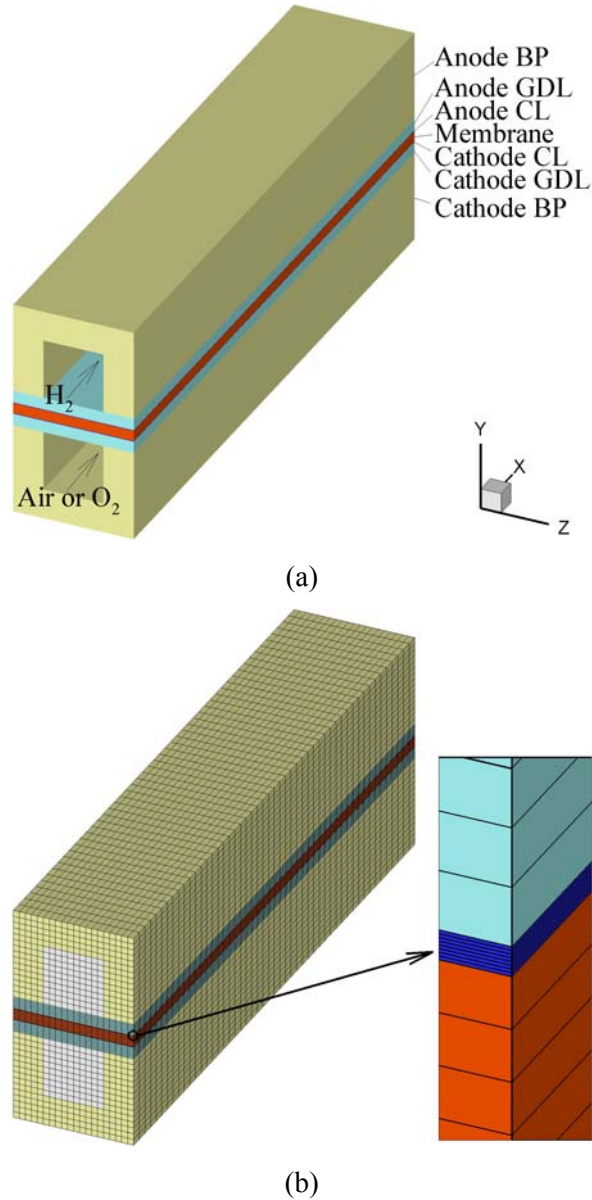 Anode BP
Anode GDL
Anode CL
Membrane
Cathode CL
Cathode GDL
Cathode BP
H2
Air or O2
Y
X
Z
(a)
(b)